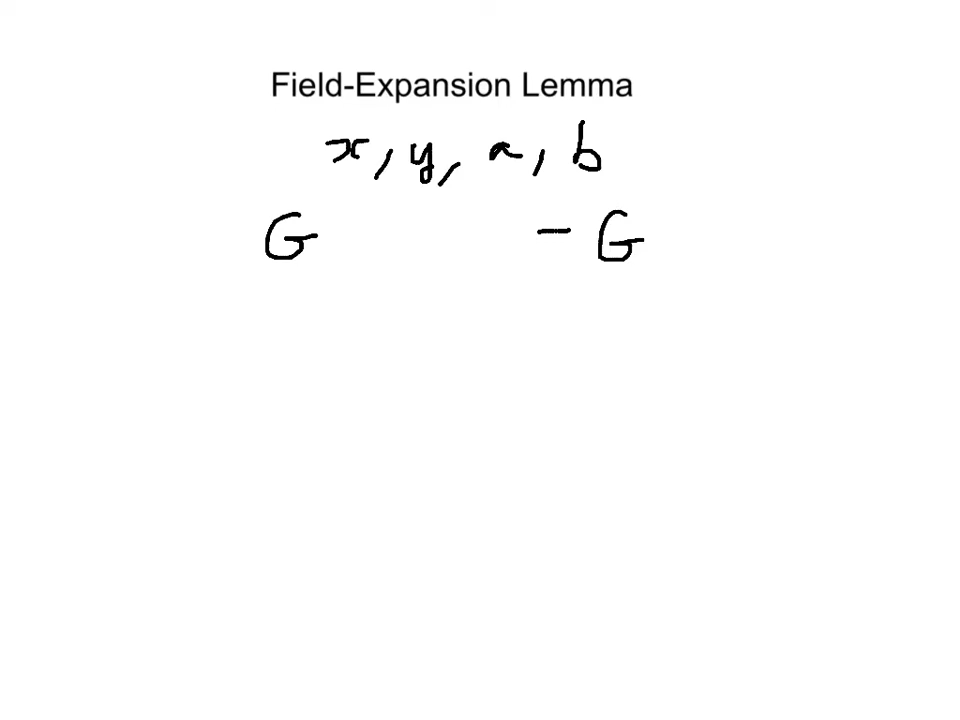 Field-Expansion Lemma
x, y, a, b
G - G